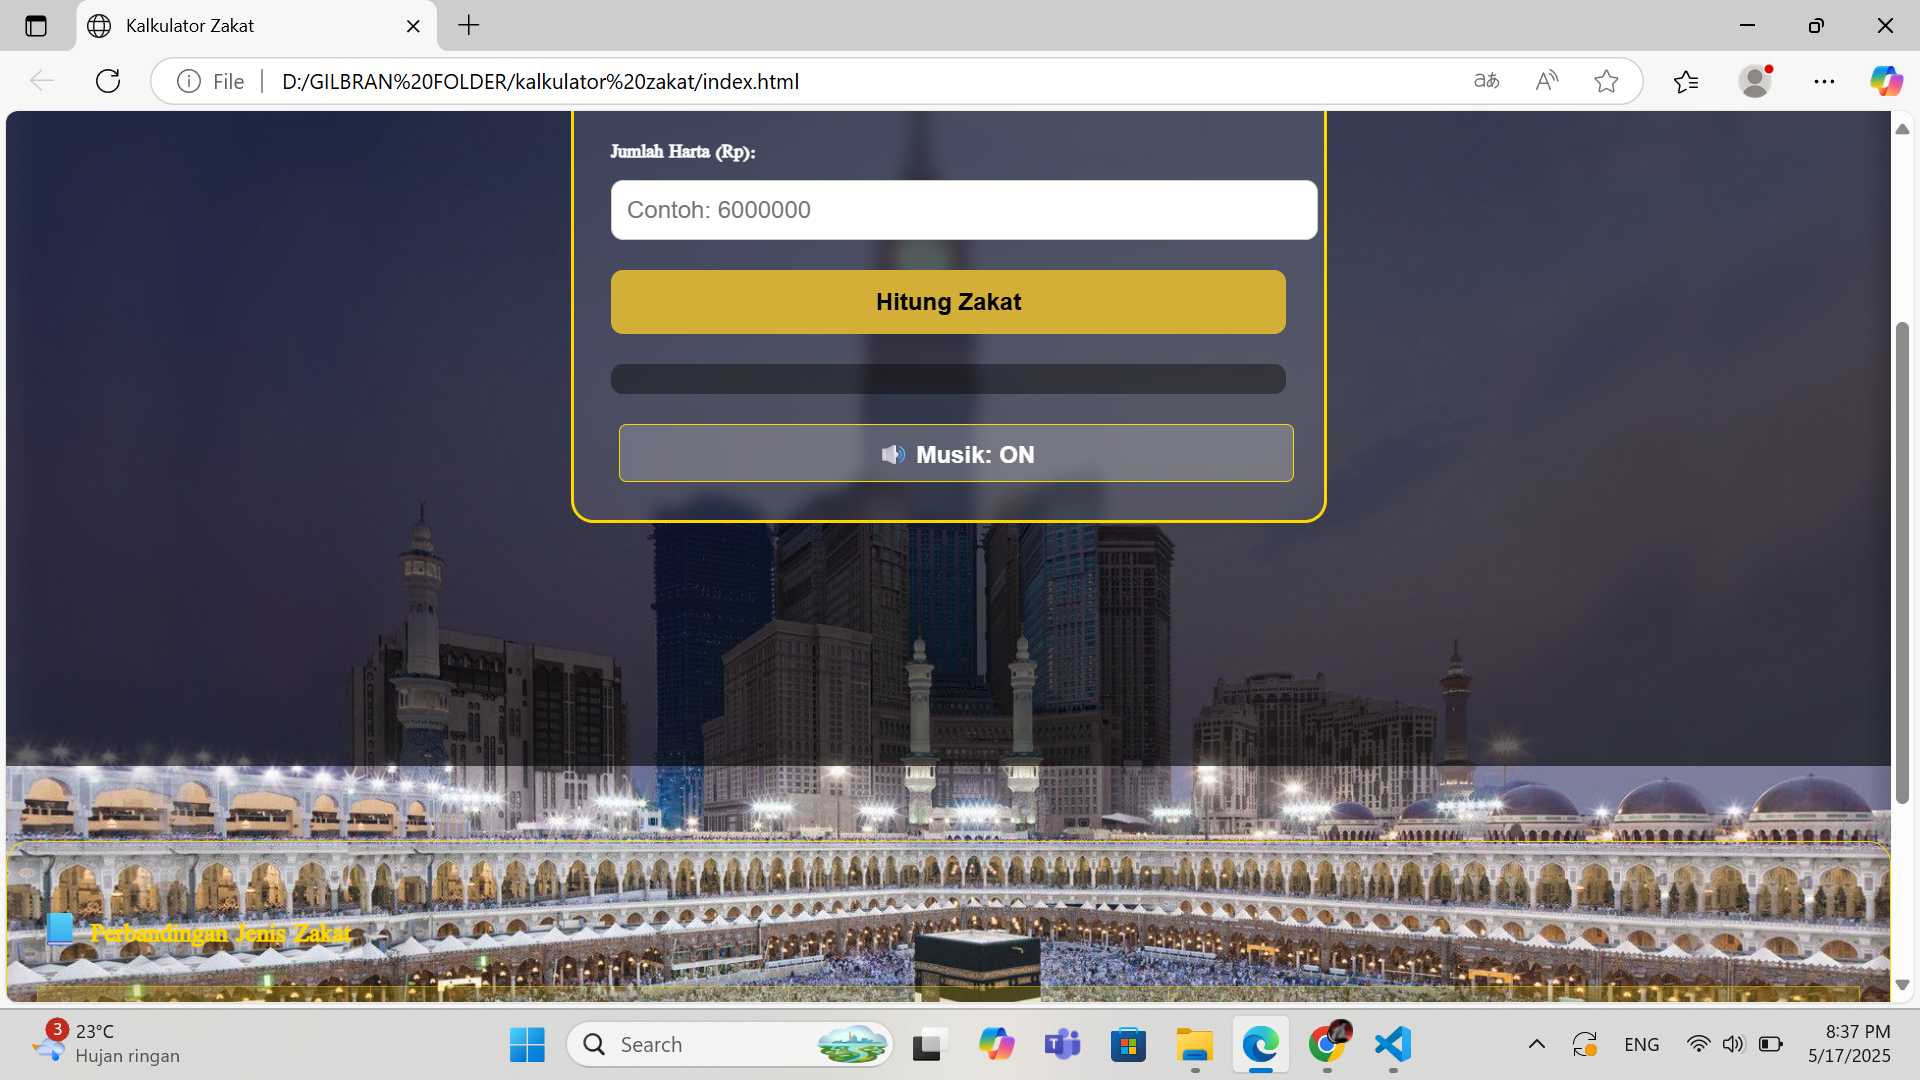 Kalkulator Zakat
File
D:/GILBRAN%20FOLDER/kalkulator%20zakat/index.html
Jumlah Harta (Rp):
Contoh: 6000000
Hitung Zakat
Musik: ON
Perbandingan Jenis Zakat
3
23°C
Hujan ringan
Search
ENG
8:37 PM
5/17/2025